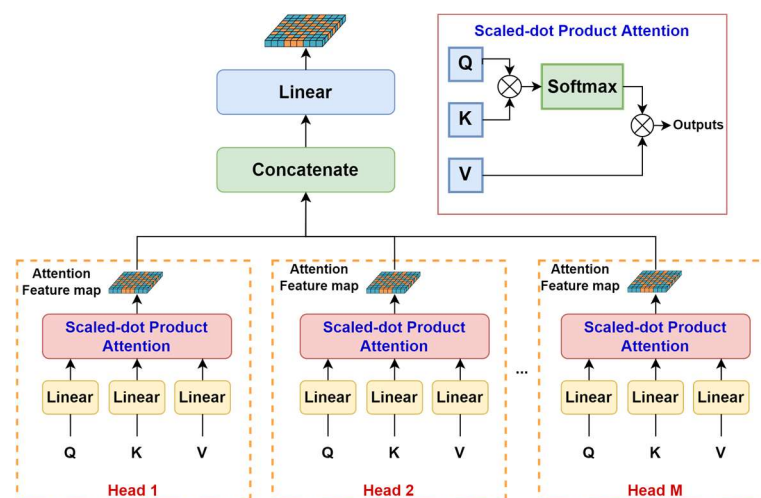 Scaled-dot Product Attention
Q
K
V
Softmax
Outputs
Linear
Concatenate
Attention
Feature map
Scaled-dot Product
Attention
Linear Linear Linear
Q K V
Head 1
Attention
Feature map
Scaled-dot Product
Attention
Linear Linear Linear
Q K V
Head 2
...
Attention
Feature map
Scaled-dot Product
Attention
Linear Linear Linear
Q K V
Head M